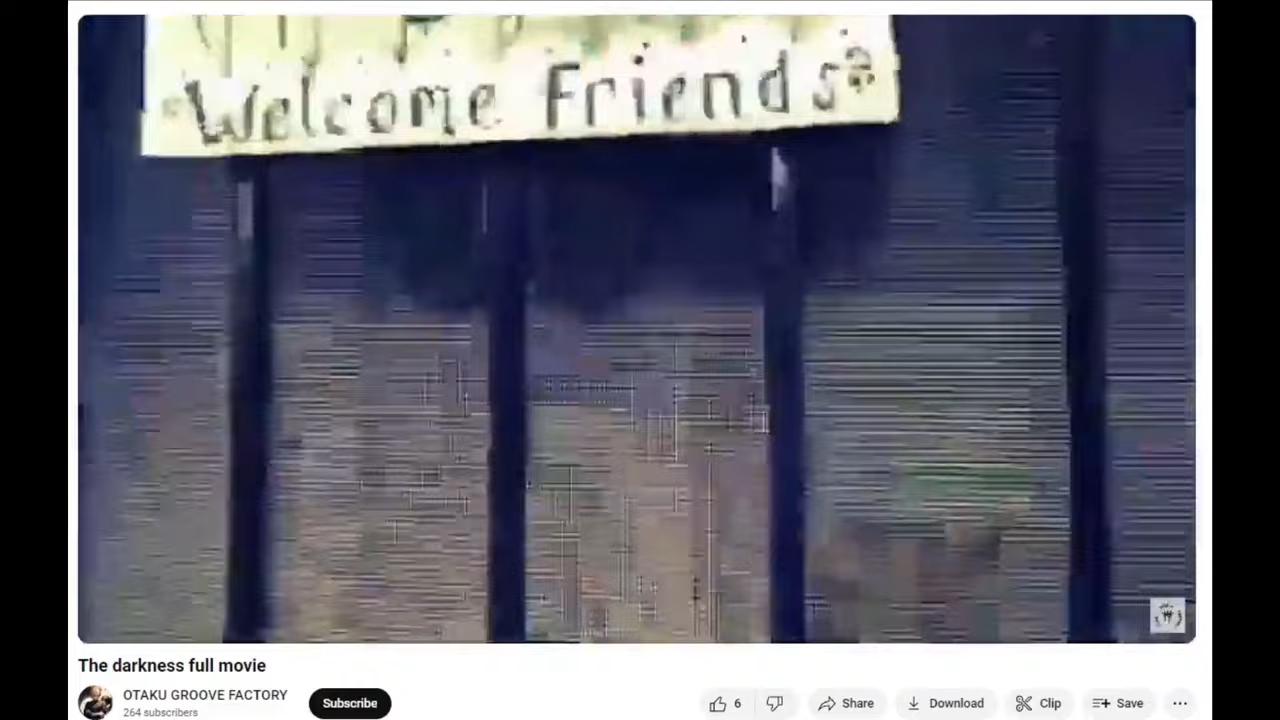 Welcome Friends
The darkness full movie
OTAKU GROOVE FACTORY
264 subscribers
Subscribe
6
Share
Download
Clip
Save